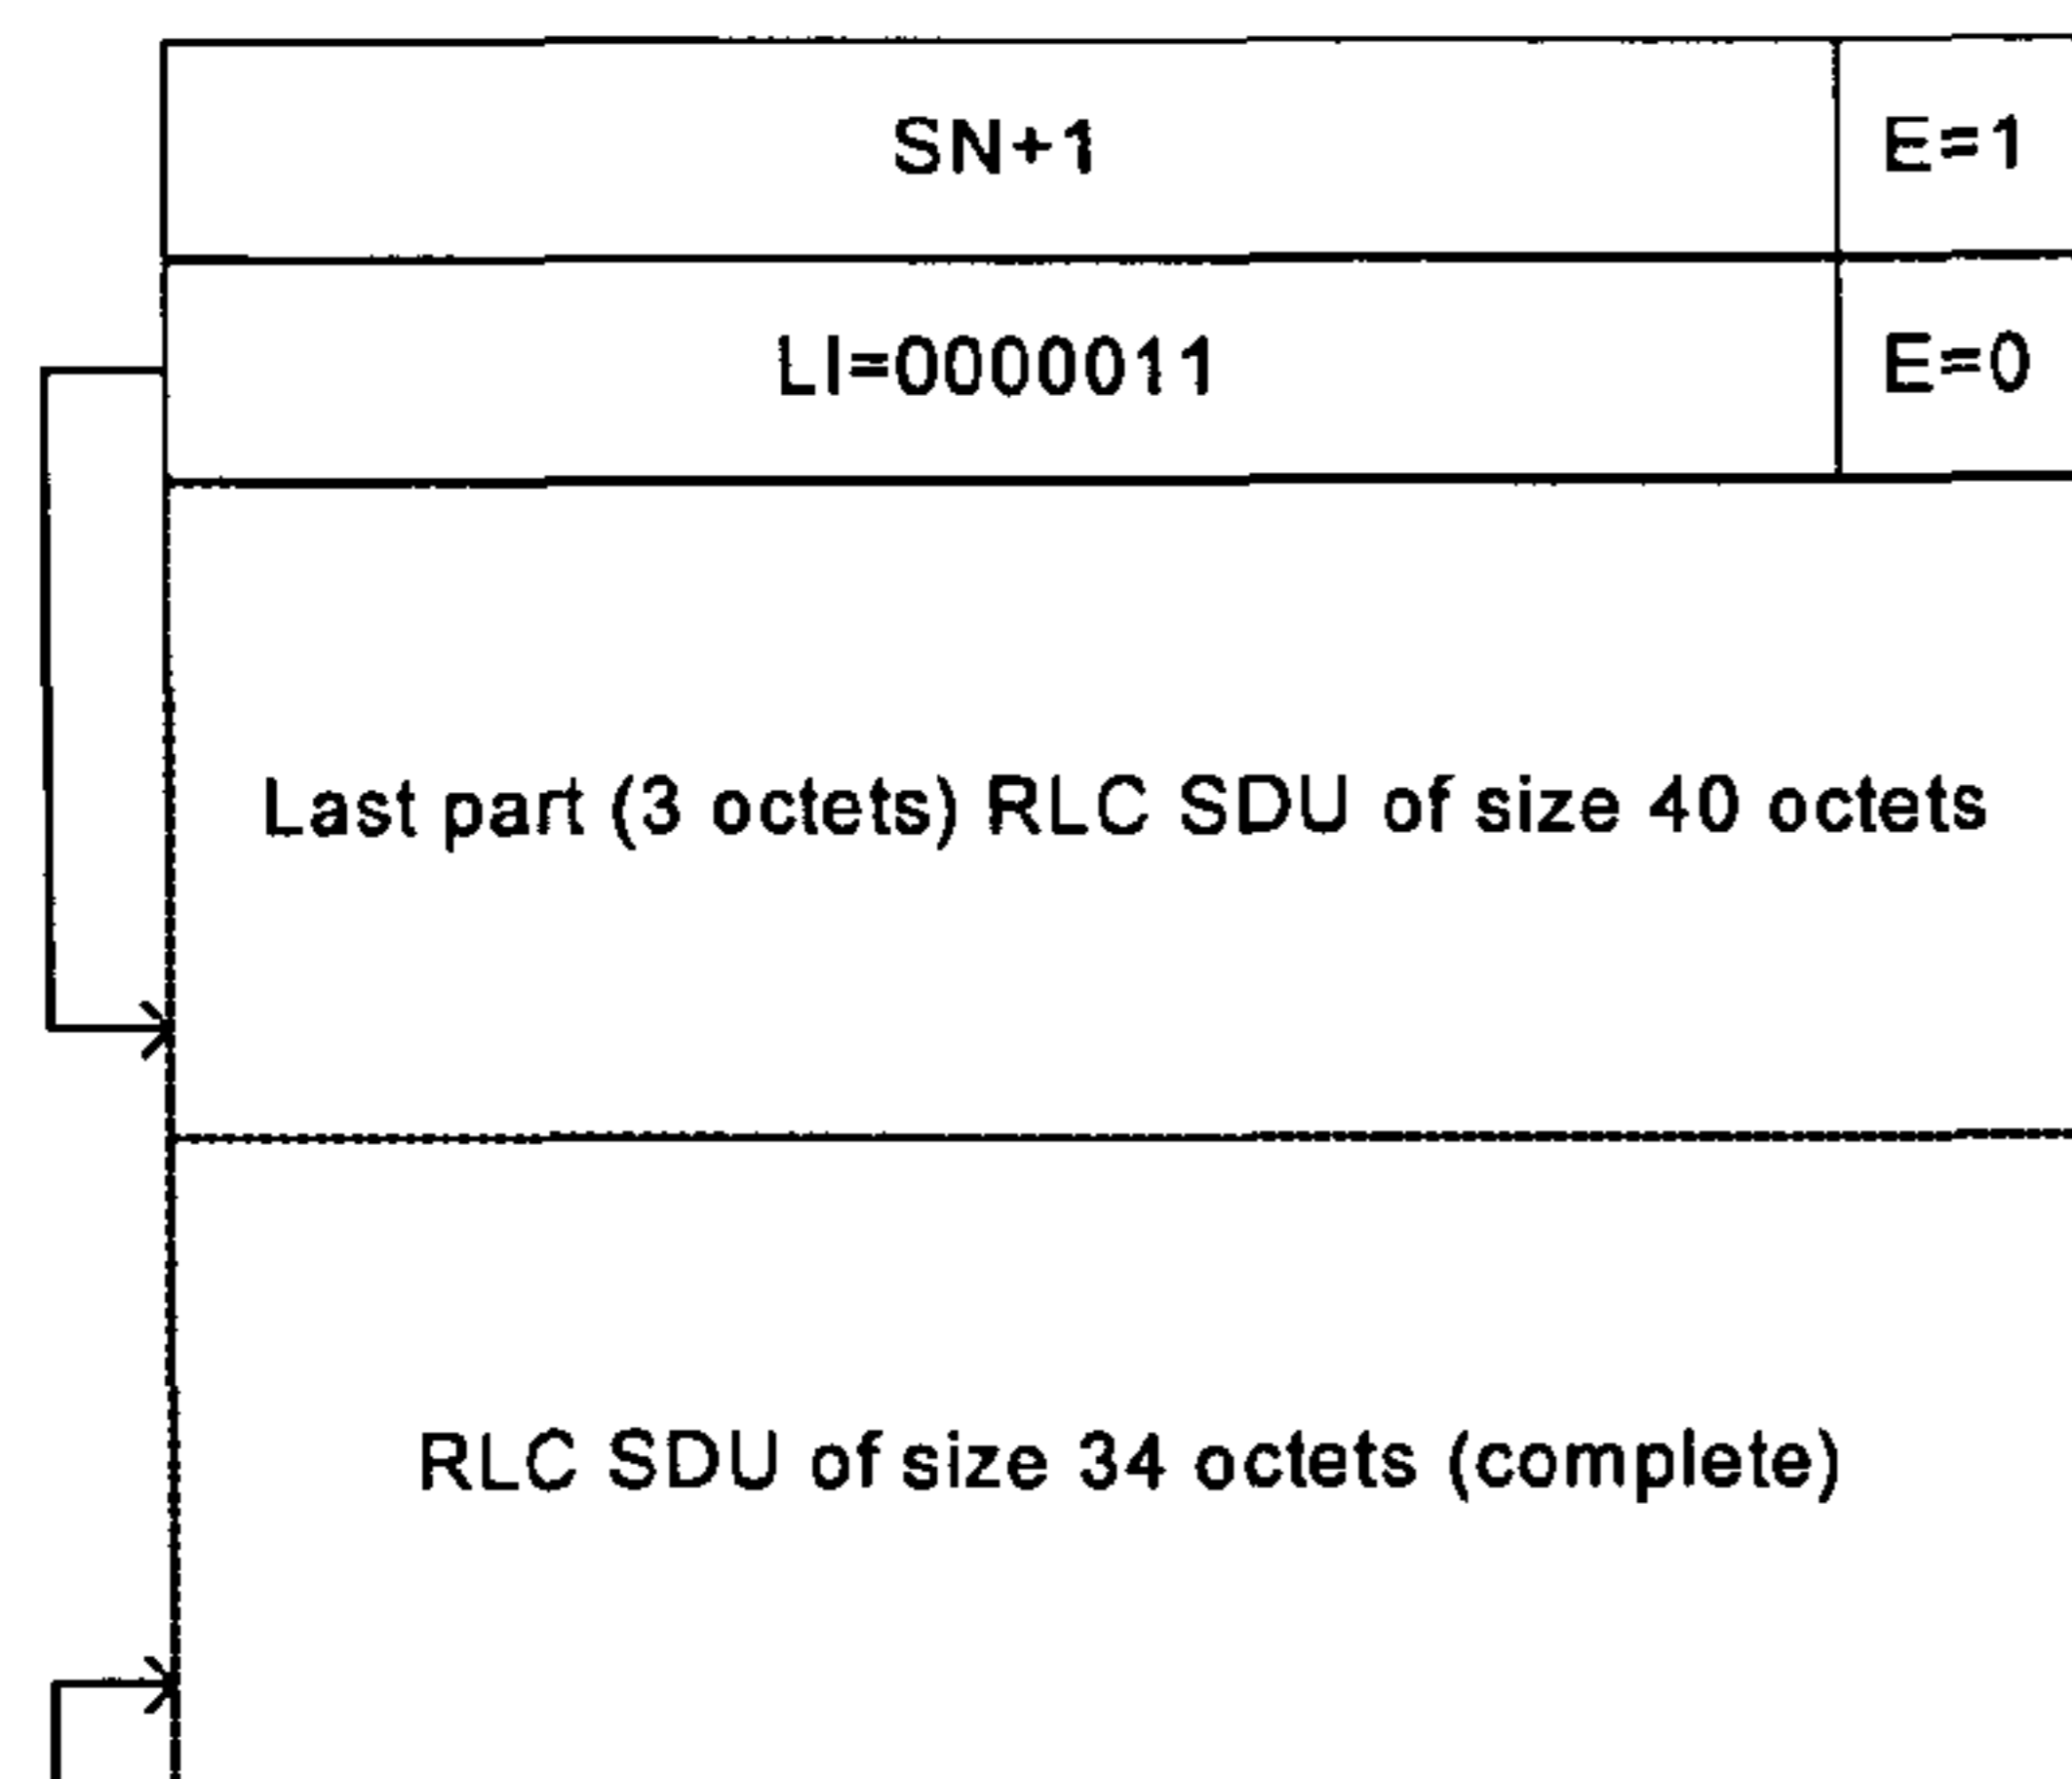 SN+1 E=1
LI=0000011 E=0
Last part (3 octets) RLC SDU of size 40 octets
RLC SDU of size 34 octets (complete)